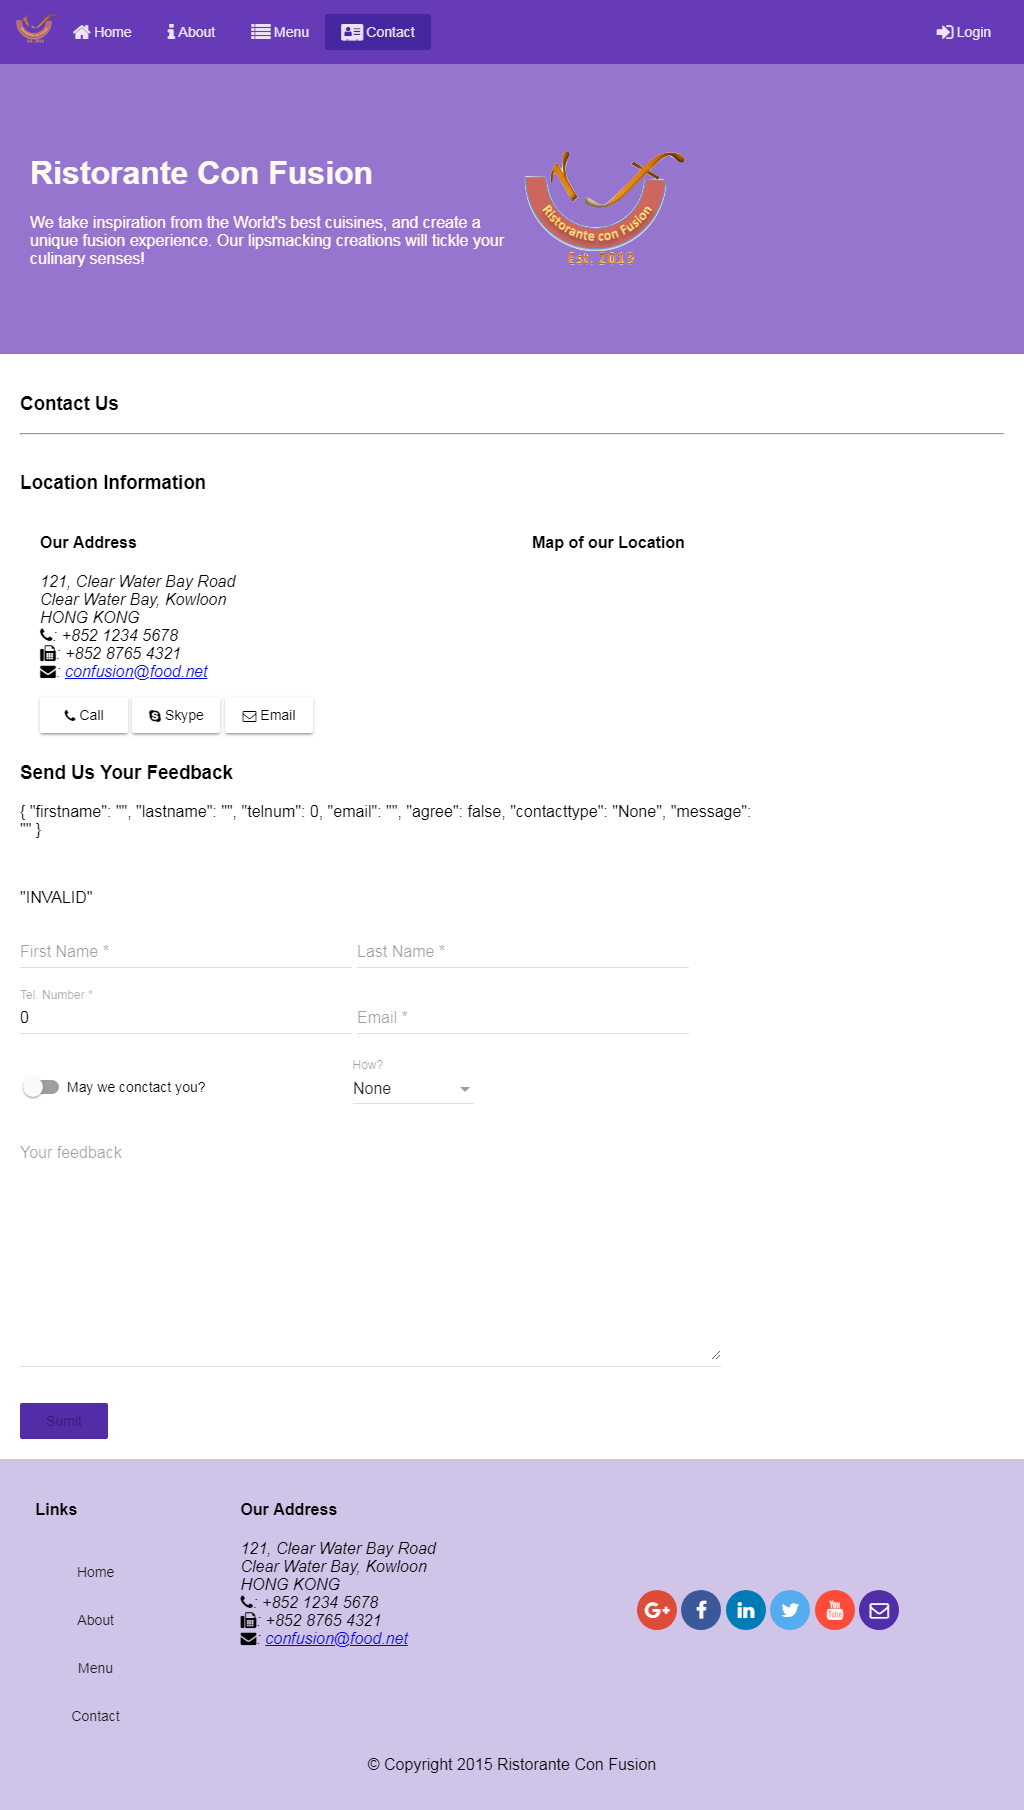 Home About Menu Contact Login
Ristorante Con Fusion
We take inspiration from the World's best cuisines, and create a
unique fusion experience. Our lipsmacking creations will tickle your
culinary senses!
Ristorante con Fusion
Est. 2013
Contact Us
Location Information
Our Address
121, Clear Water Bay Road
Clear Water Bay, Kowloon
HONG KONG
: +852 1234 5678
: +852 8765 4321
: confusion@food.net
Call Skype Email
Map of our Location
Send Us Your Feedback
{ "firstname": "", "lastname": "", "telnum": 0, "email": "", "agree": false, "contacttype": "None", "message":
"" }
"INVALID"
First Name * Last Name *
Tel. Number *
0 Email *
How?
May we conctact you? None
Your feedback
Sumit
Links
Home
About
Menu
Contact
Our Address
121, Clear Water Bay Road
Clear Water Bay, Kowloon
HONG KONG
: +852 1234 5678
: +852 8765 4321
: confusion@food.net
© Copyright 2015 Ristorante Con Fusion